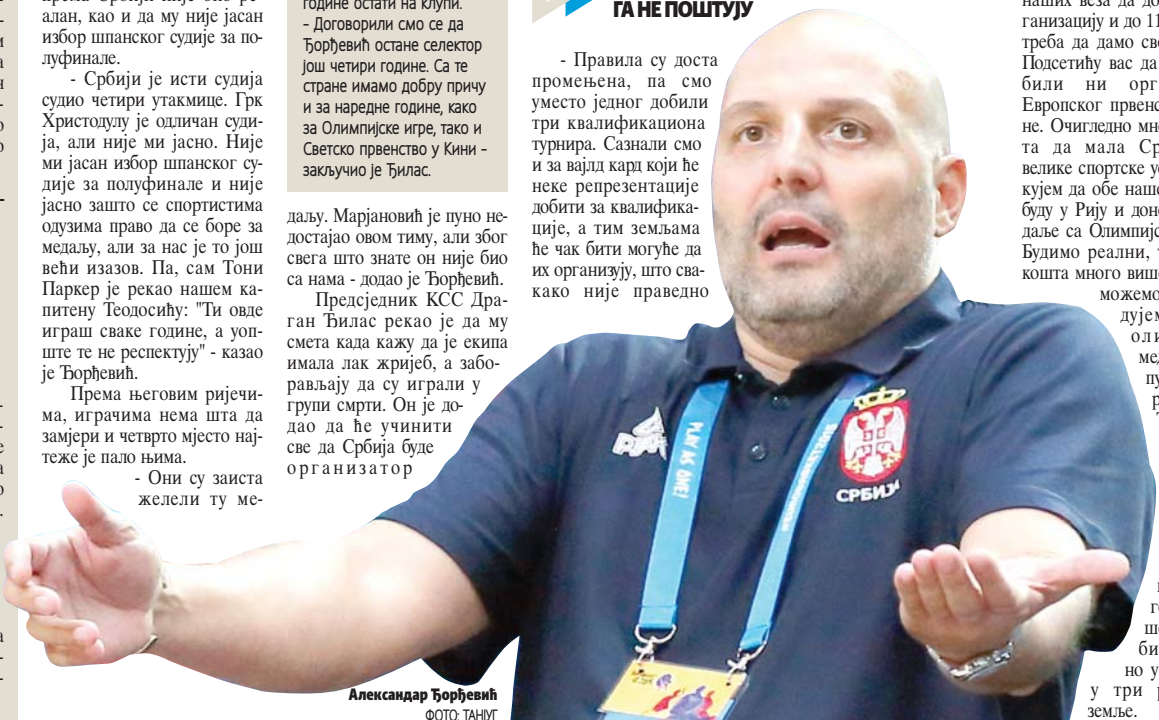 алан, као и да му није јасан
избор шпанског судије за по-
луфинале.
- Србији је исти судија
судио четири утакмице. Грк
Христодулу је одличан суди-
ја, али није ми јасно. Није
ми јасан избор шпанског су-
дије за полуфинале и није
јасно зашто се спортистима
одузима право да се боре за
медаљу, али за нас је то још
већи изазов. Па, сам Тони
Паркер је рекао нашем ка-
питену Теодосићу: "Ти овде
играш сваке године, а уоп-
ште те не респектују" - казао
је Ђорђевић.
Према његовим ријечи-
ма, играчима нема шта да
замјери и четврто мјесто нај-
теже је пало њима.
- Они су заиста
желели ту ме-
године остати на клупи.
– Договорили смо се да
Ђорђевић остане селектор
још четири године. Са те
стране имамо добру причу
и за наредне године, како
за Олимпијске игре, тако и
Светско првенство у Кини –
закључио је Ђилас.
даљу. Марјановић је пуно не-
достајао овом тиму, али због
свега што знате он није био
са нама - додао је Ђорђевић.
Предсједник КСС Дра-
ган Ђилас рекао је да му
смета када кажу да је екипа
имала лак жријеб, а забо-
рављају да су играли у
групи смрти. Он је до-
дао да ће учинити
све да Србија буде
организатор
ГА НЕ ПОШТУЈУ
- Правила су доста
промењена, па смо
уместо једног добили
три квалификациона
турнира. Сазнали смо
и за вајлд кард који ће
неке репрезентације
добити за квалифика-
ције, а тим земљама
ће чак бити могуће да
их организују, што сва-
како није праведно
наших веза да до
ганизацију и до 11
треба да дамо све
Подсетићу вас да
били ни орг
Европског првенс
не. Очигледно мн
та да мала Ср
велике спортске ус
кујем да обе наше
буду у Рију и доне
даље са Олимпијс
Будимо реални, т
кошта много више
можемо
дујем
оли
мед
пу
р
би
но у
у три р
земље.
PEAK
PLAY AS ONE!
СРБИЈА
Александар Ђорђевић
ФОТО: ТАНЈУГ